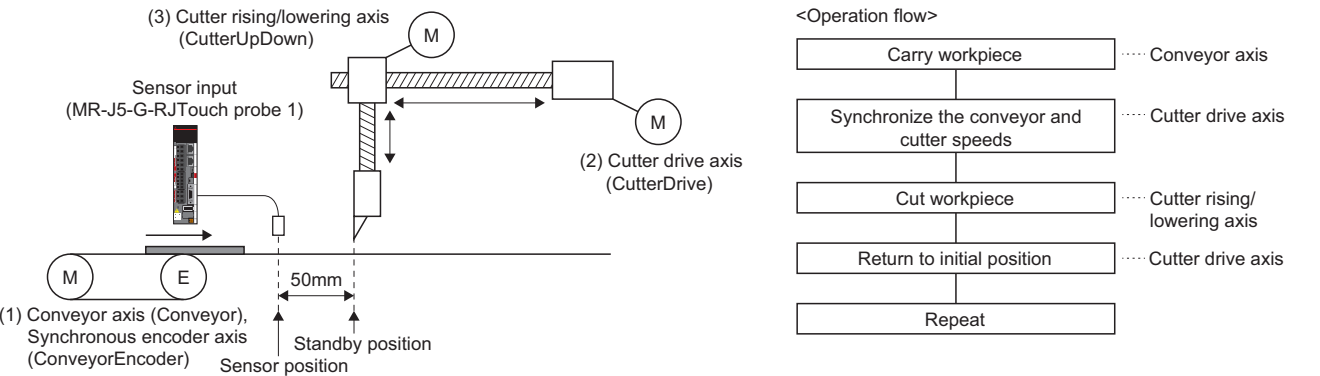 (3) Cutter rising/lowering axis
(CutterUpDown)
M
Sensor input
(MR-J5-G-RJTouch probe 1)
M
(2) Cutter drive axis
(CutterDrive)
M
E
50mm
(1) Conveyor axis (Conveyor),
Synchronous encoder axis
(ConveyorEncoder)
Standby position
Sensor position
<Operation flow>
Carry workpiece
Conveyor axis
Synchronize the conveyor and
cutter speeds
Cutter drive axis
Cut workpiece
Cutter rising/
lowering axis
Return to initial position
Cutter drive axis
Repeat